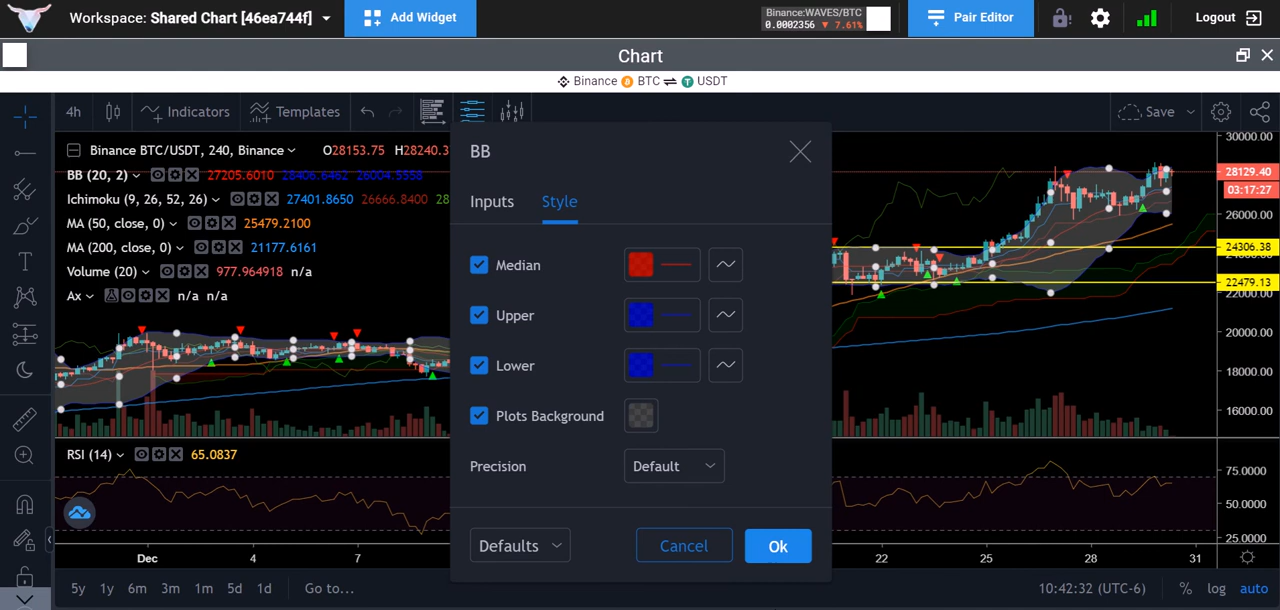 Workspace: Shared Chart [46ea744f]
Add Widget
Binance:WAVES/BTC
0.0002356 ▼ 7.61%
Pair Editor
Logout
Chart
Binance BTC ⇌ USDT
4h Indicators Templates Save
Binance BTC/USDT, 240, Binance O28153.75 H28240.3
BB (20, 2) 27205.6010 28406.6462 26004.5558
Ichimoku (9, 26, 52, 26) 27401.8650 26666.8400 28
MA (50, close, 0) 25479.2100
MA (200, close, 0) 21177.6161
Volume (20) 977.964918 n/a
Ax n/a n/a
RSI (14) 65.0837
BB
Inputs Style
Median
Upper
Lower
Plots Background
Precision Default
Defaults Cancel Ok
30000.00
28129.40
03:17:27
26000.00
24306.38
22479.13
22000.00
20000.00
18000.00
16000.00
75.0000
50.0000
25.0000
Dec 4 7 22 25 28 31
5y 1y 6m 3m 1m 5d 1d Go to... 10:42:32 (UTC-6) % log auto